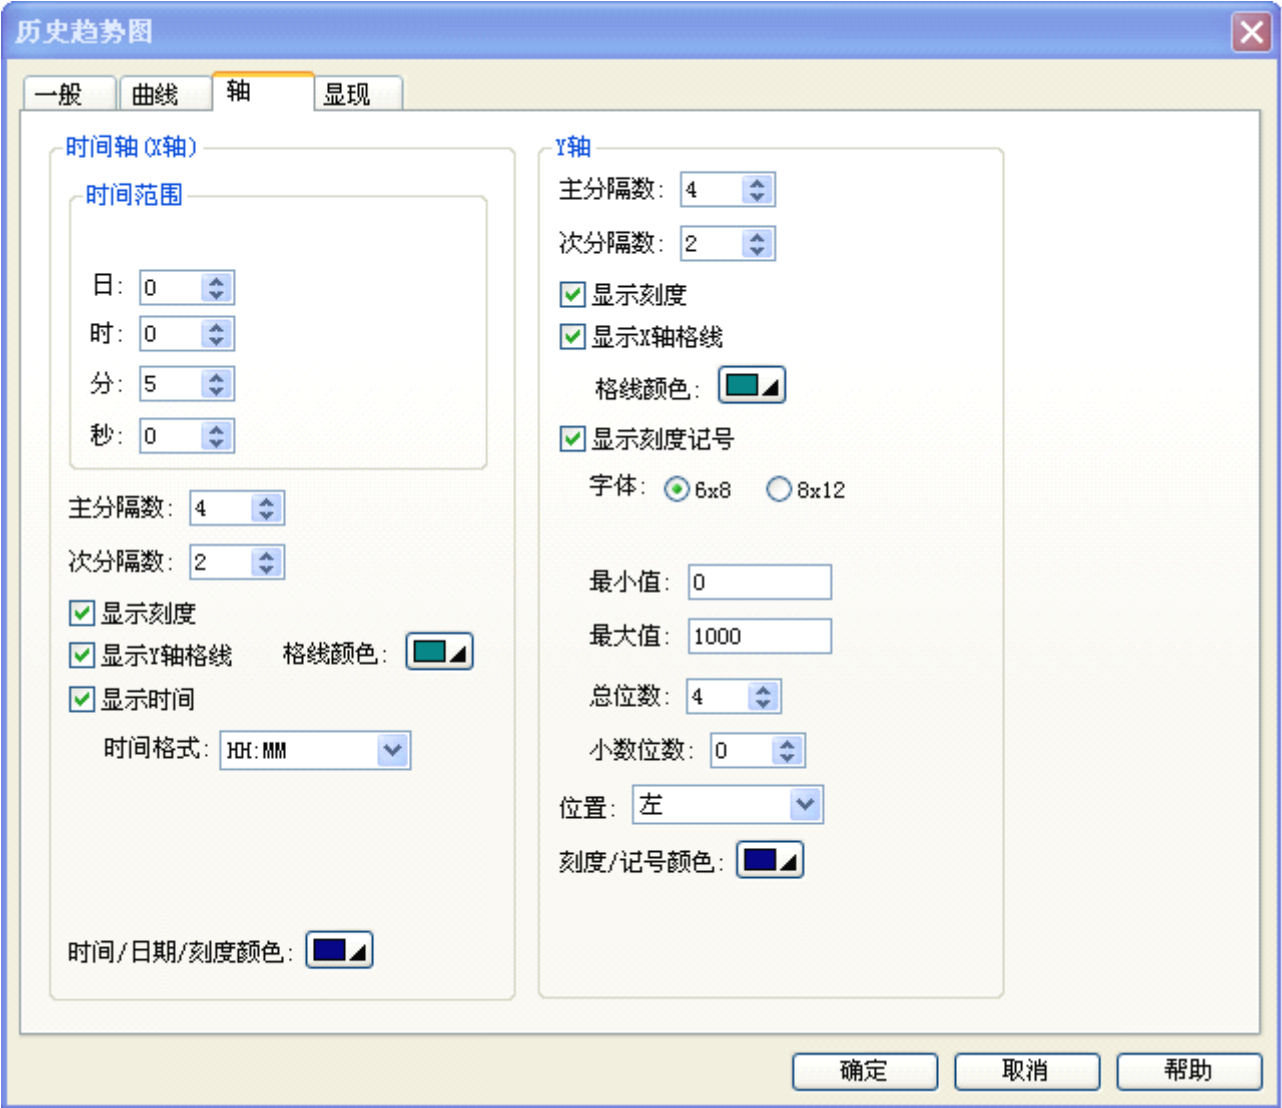 历史趋势图
一般 曲线 轴 显现
时间轴(X轴)
时间范围
日: 0
时: 0
分: 5
秒: 0
主分隔数: 4
次分隔数: 2
显示刻度
显示Y轴格线 格线颜色:
显示时间
时间格式: HH:MM
时间/日期/刻度颜色:
Y轴
主分隔数: 4
次分隔数: 2
显示刻度
显示X轴格线
格线颜色:
显示刻度记号
字体: 6x8 8x12
最小值: 0
最大值: 1000
总位数: 4
小数位数: 0
位置: 左
刻度/记号颜色:
确定 取消 帮助